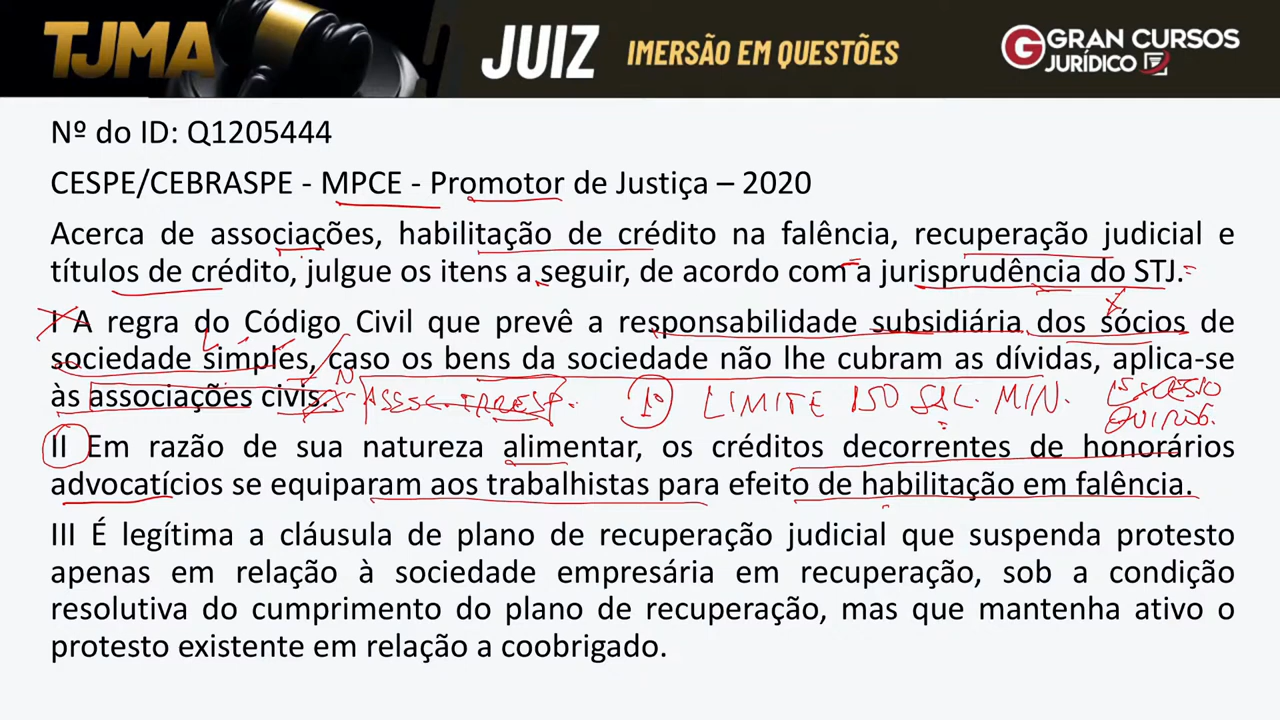 TJMA
JUIZ IMERSÃO EM QUESTÕES
GRAN CURSOS
JURÍDICO
Nº do ID: Q1205444
CESPE/CEBRASPE - MPCE - Promotor de Justiça – 2020
Acerca de associações, habilitação de crédito na falência, recuperação judicial e
títulos de crédito, julgue os itens a seguir, de acordo com a jurisprudência do STJ.
I A regra do Código Civil que prevê a responsabilidade subsidiária dos sócios de
sociedade simples, caso os bens da sociedade não lhe cubram as dívidas, aplica-se
às associações civis.
1º LIMITE 150 SAL. MIN.
II Em razão de sua natureza alimentar, os créditos decorrentes de honorários
advocatícios se equiparam aos trabalhistas para efeito de habilitação em falência.
III É legítima a cláusula de plano de recuperação judicial que suspenda protesto
apenas em relação à sociedade empresária em recuperação, sob a condição
resolutiva do cumprimento do plano de recuperação, mas que mantenha ativo o
protesto existente em relação a coobrigado.